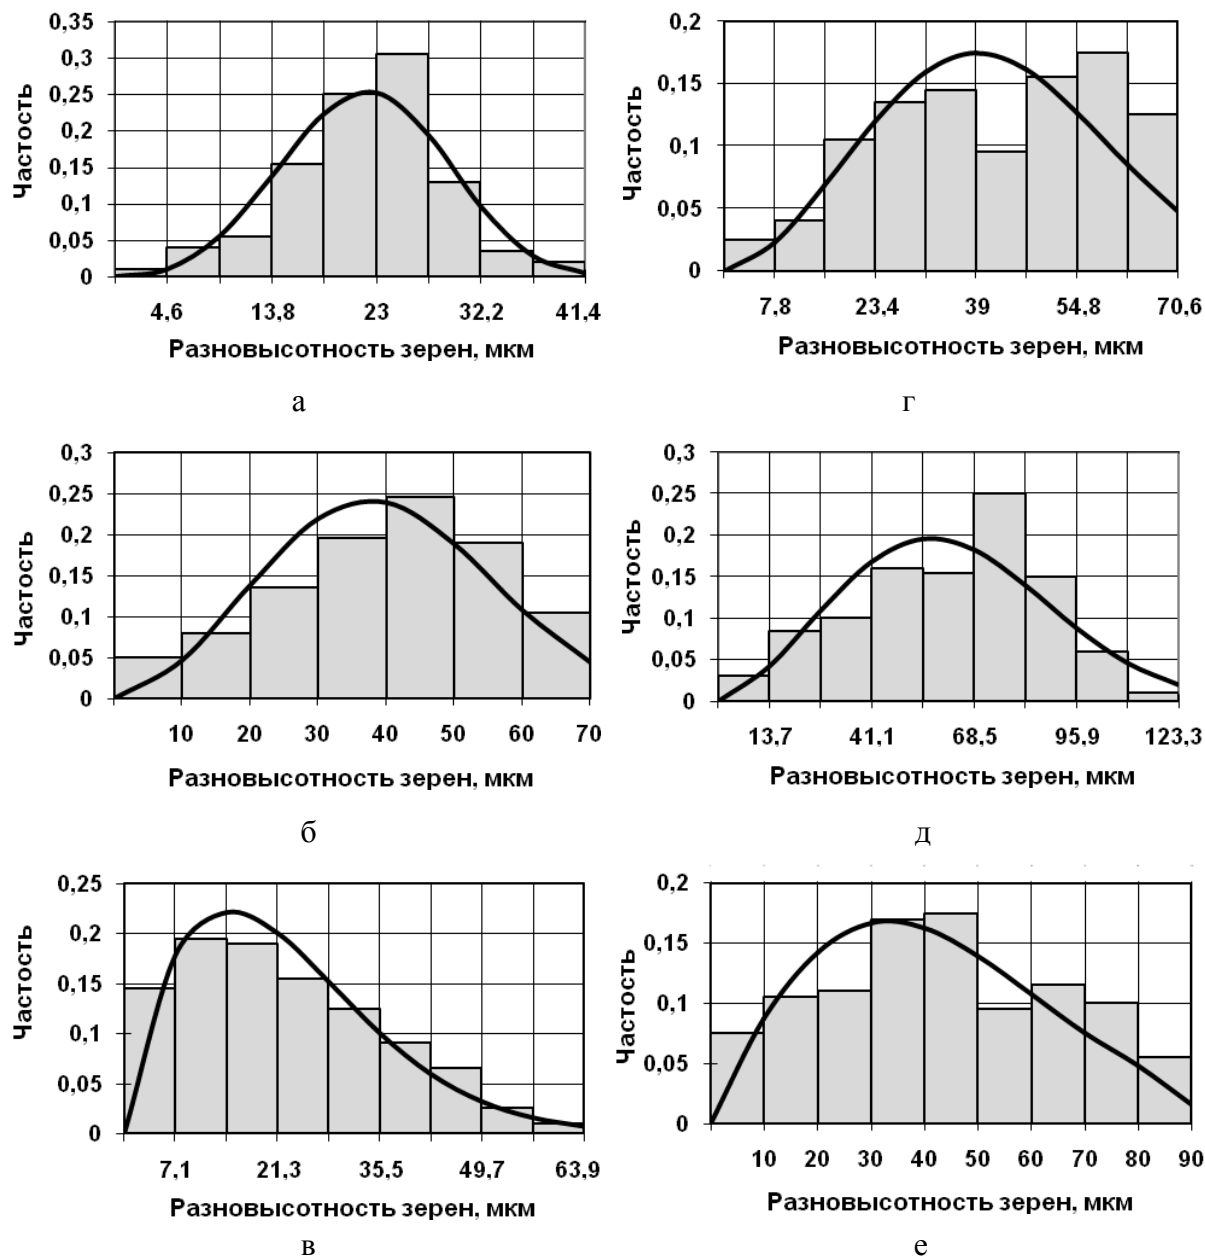 0,35
0,3
0,25
0,2
0,15
0,1
0,05
0
Частость
4,6 13,8 23 32,2 41,4
Разновысотность зерен, мкм
а
0,2
0,15
0,1
0,05
0
Частость
7,8 23,4 39 54,8 70,6
Разновысотность зерен, мкм
г
0,3
0,25
0,2
0,15
0,1
0,05
0
Частость
10 20 30 40 50 60 70
Разновысотность зерен, мкм
б
0,3
0,25
0,2
0,15
0,1
0,05
0
Частость
13,7 41,1 68,5 95,9 123,3
Разновысотность зерен, мкм
д
0,25
0,2
0,15
0,1
0,05
0
Частость
7,1 21,3 35,5 49,7 63,9
Разновысотность зерен, мкм
в
0,2
0,15
0,1
0,05
0
Частость
10 20 30 40 50 60 70 80 90
Разновысотность зерен, мкм
е